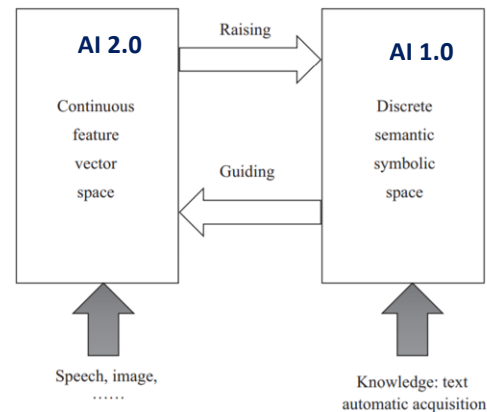 AI 2.0
Continuous
feature
vector
space
Raising
Guiding
AI 1.0
Discrete
semantic
symbolic
space
Speech, image,
……
Knowledge: text
automatic acquisition